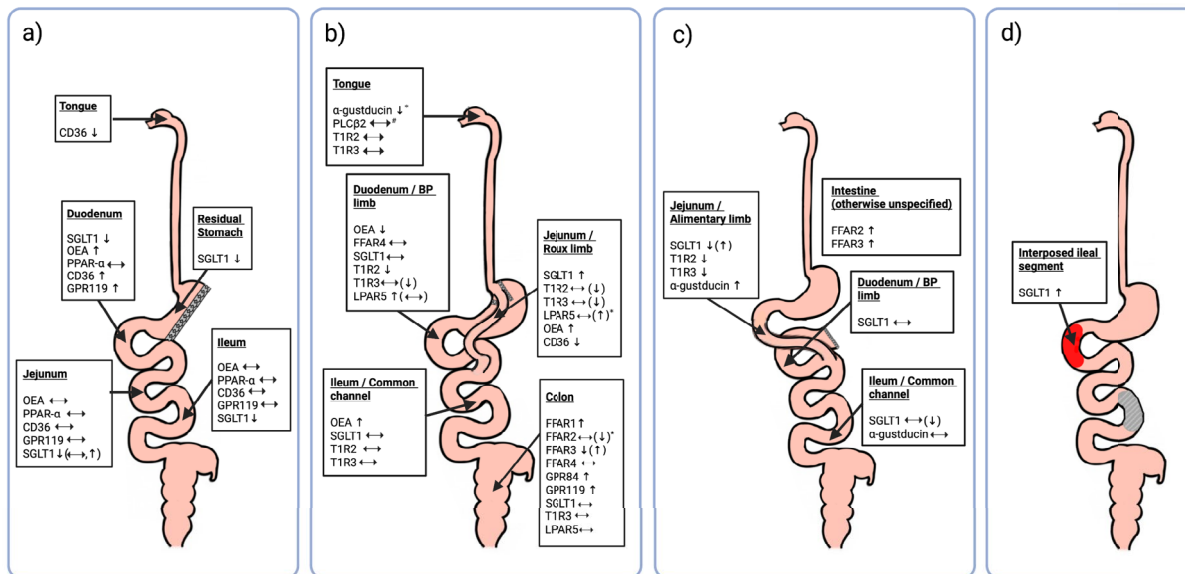 a)
Tongue
CD36 ↓
Duodenum
SGLT1 ↓
OEA ↑
PPAR-α ↔
CD36 ↑
GPR119 ↑
Residual
Stomach
SGLT1 ↓
Jejunum
OEA ↔
PPAR-α ↔
CD36 ↔
GPR119 ↔
SGLT1↓(↔,↑)
Ileum
OEA ↔
PPAR-α ↔
CD36 ↔
GPR119 ↔
SGLT1↓
b)
Tongue
α-gustducin ↓*
PLCβ2 ↔#
T1R2 ↔
T1R3 ↔
Duodenum / BP
limb
OEA ↓
FFAR4 ↔
SGLT1↔
T1R2 ↓
T1R3↔(↓)
LPAR5 ↑(↔)
Jejunum /
Roux limb
SGLT1 ↑
T1R2↔(↓)
T1R3 ↔(↓)
LPAR5↔(↑)*
OEA ↑
CD36 ↓
Ileum / Common
channel
OEA ↑
SGLT1 ↔
T1R2 ↔
T1R3 ↔
Colon
FFAR1↑
FFAR2 ↔(↓)*
FFAR3 ↓(↑)
FFAR4 ↔
GPR84 ↑
GPR119 ↑
SGLT1↔
T1R3 ↔
LPAR5↔
c)
Jejunum /
Alimentary limb
SGLT1 ↓(↑)
T1R2 ↓
T1R3 ↓
α-gustducin ↑
Intestine
(otherwise unspecified)
FFAR2 ↑
FFAR3 ↑
Duodenum / BP
limb
SGLT1 ↔
Ileum / Common
channel
SGLT1 ↔(↓)
α-gustducin↔
d)
Interposed ileal
segment
SGLT1 ↑